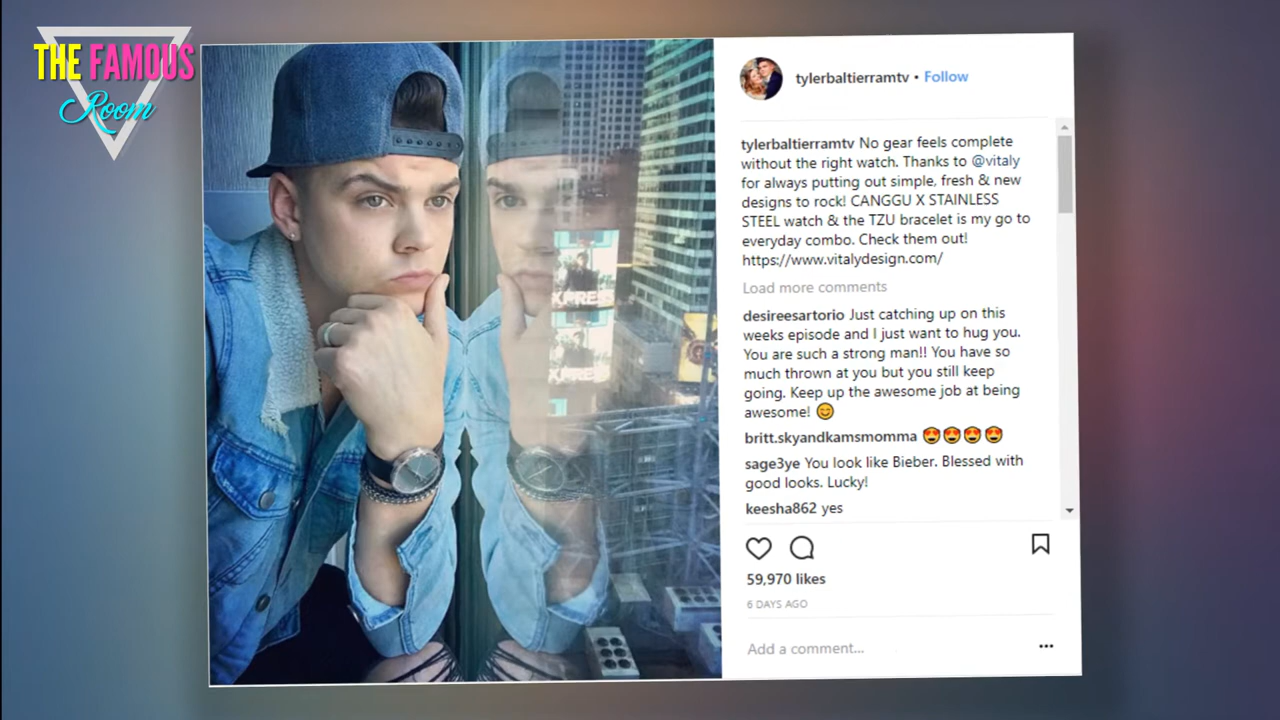 THE FAMOUS
Room
tylerbaltierramtv • Follow
tylerbaltierramtv No gear feels complete
without the right watch. Thanks to @vitaly
for always putting out simple, fresh & new
designs to rock! CANGGU X STAINLESS
STEEL watch & the TZU bracelet is my go to
everyday combo. Check them out!
https://www.vitalydesign.com/
Load more comments
desireesartorio Just catching up on this
weeks episode and I just want to hug you.
You are such a strong man!! You have so
much thrown at you but you still keep
going. Keep up the awesome job at being
awesome! 😊
britt.skyandkamsmomma 😍😍😍😍
sage3ye You look like Bieber. Blessed with
good looks. Lucky!
keesha862 yes
59,970 likes
6 DAYS AGO
Add a comment...